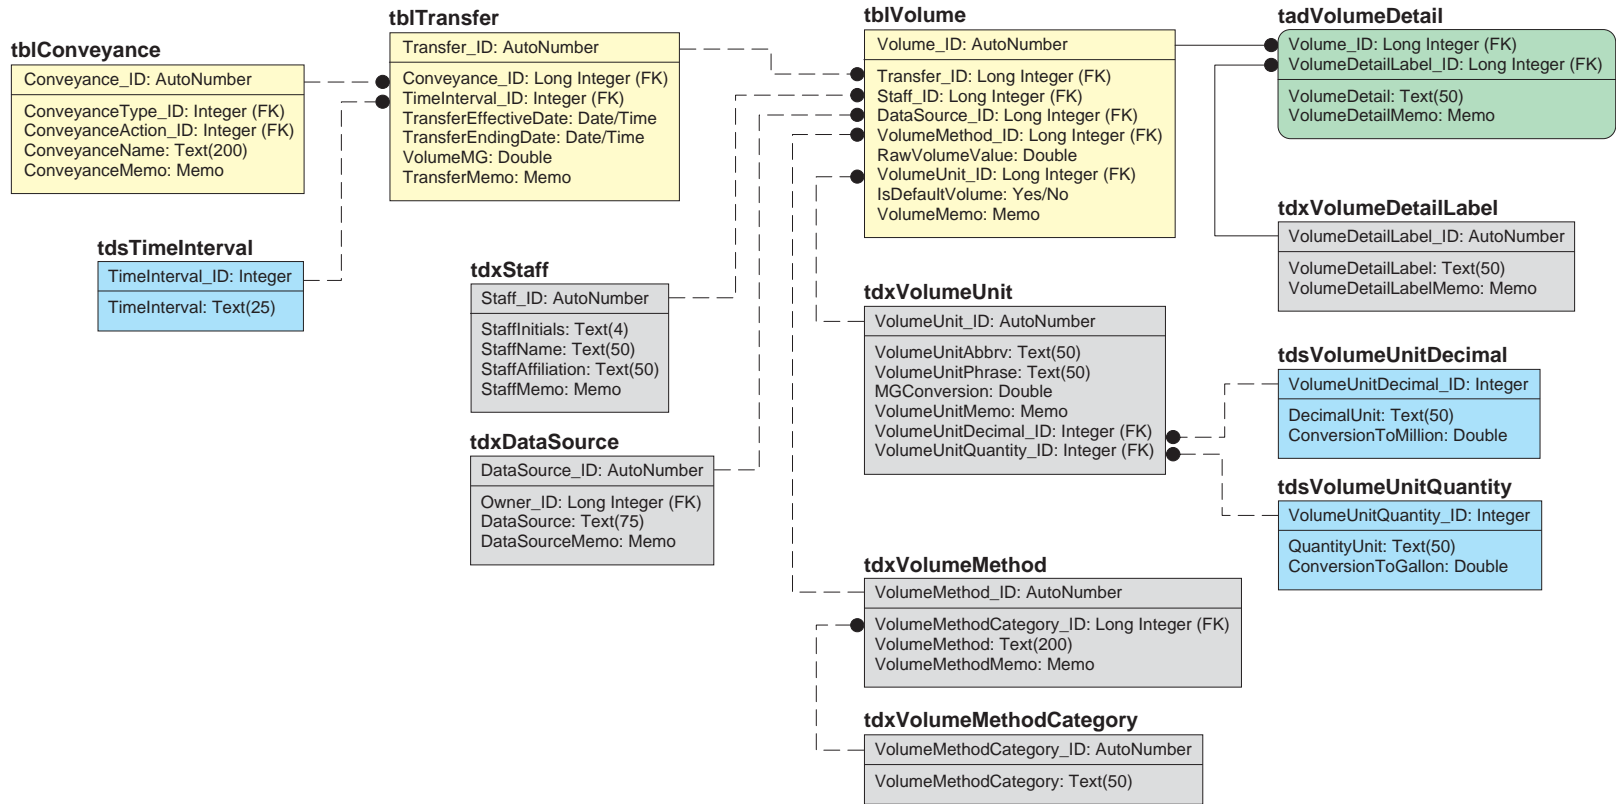 tblConveyance
Conveyance_ID: AutoNumber
ConveyanceType_ID: Integer (FK)
ConveyanceAction_ID: Integer (FK)
ConveyanceName: Text(200)
ConveyanceMemo: Memo
tblTransfer
Transfer_ID: AutoNumber
Conveyance_ID: Long Integer (FK)
TimeInterval_ID: Integer (FK)
TransferEffectiveDate: Date/Time
TransferEndingDate: Date/Time
VolumeMG: Double
TransferMemo: Memo
tblVolume
Volume_ID: AutoNumber
Transfer_ID: Long Integer (FK)
Staff_ID: Long Integer (FK)
DataSource_ID: Long Integer (FK)
VolumeMethod_ID: Long Integer (FK)
RawVolumeValue: Double
VolumeUnit_ID: Long Integer (FK)
IsDefaultVolume: Yes/No
VolumeMemo: Memo
tadVolumeDetail
Volume_ID: Long Integer (FK)
VolumeDetailLabel_ID: Long Integer (FK)
VolumeDetail: Text(50)
VolumeDetailMemo: Memo
tdsTimeInterval
TimeInterval_ID: Integer
TimeInterval: Text(25)
tdxStaff
Staff_ID: AutoNumber
StaffInitials: Text(4)
StaffName: Text(50)
StaffAffiliation: Text(50)
StaffMemo: Memo
tdxVolumeUnit
VolumeUnit_ID: AutoNumber
VolumeUnitAbbrv: Text(50)
VolumeUnitPhrase: Text(50)
MGConversion: Double
VolumeUnitMemo: Memo
VolumeUnitDecimal_ID: Integer (FK)
VolumeUnitQuantity_ID: Integer (FK)
tdxVolumeDetailLabel
VolumeDetailLabel_ID: AutoNumber
VolumeDetailLabel: Text(50)
VolumeDetailLabelMemo: Memo
tdsVolumeUnitDecimal
VolumeUnitDecimal_ID: Integer
DecimalUnit: Text(50)
ConversionToMillion: Double
tdxDataSource
DataSource_ID: AutoNumber
Owner_ID: Long Integer (FK)
DataSource: Text(75)
DataSourceMemo: Memo
tdsVolumeUnitQuantity
VolumeUnitQuantity_ID: Integer
QuantityUnit: Text(50)
ConversionToGallon: Double
tdxVolumeMethod
VolumeMethod_ID: AutoNumber
VolumeMethodCategory_ID: Long Integer (FK)
VolumeMethod: Text(200)
VolumeMethodMemo: Memo
tdxVolumeMethodCategory
VolumeMethodCategory_ID: AutoNumber
VolumeMethodCategory: Text(50)